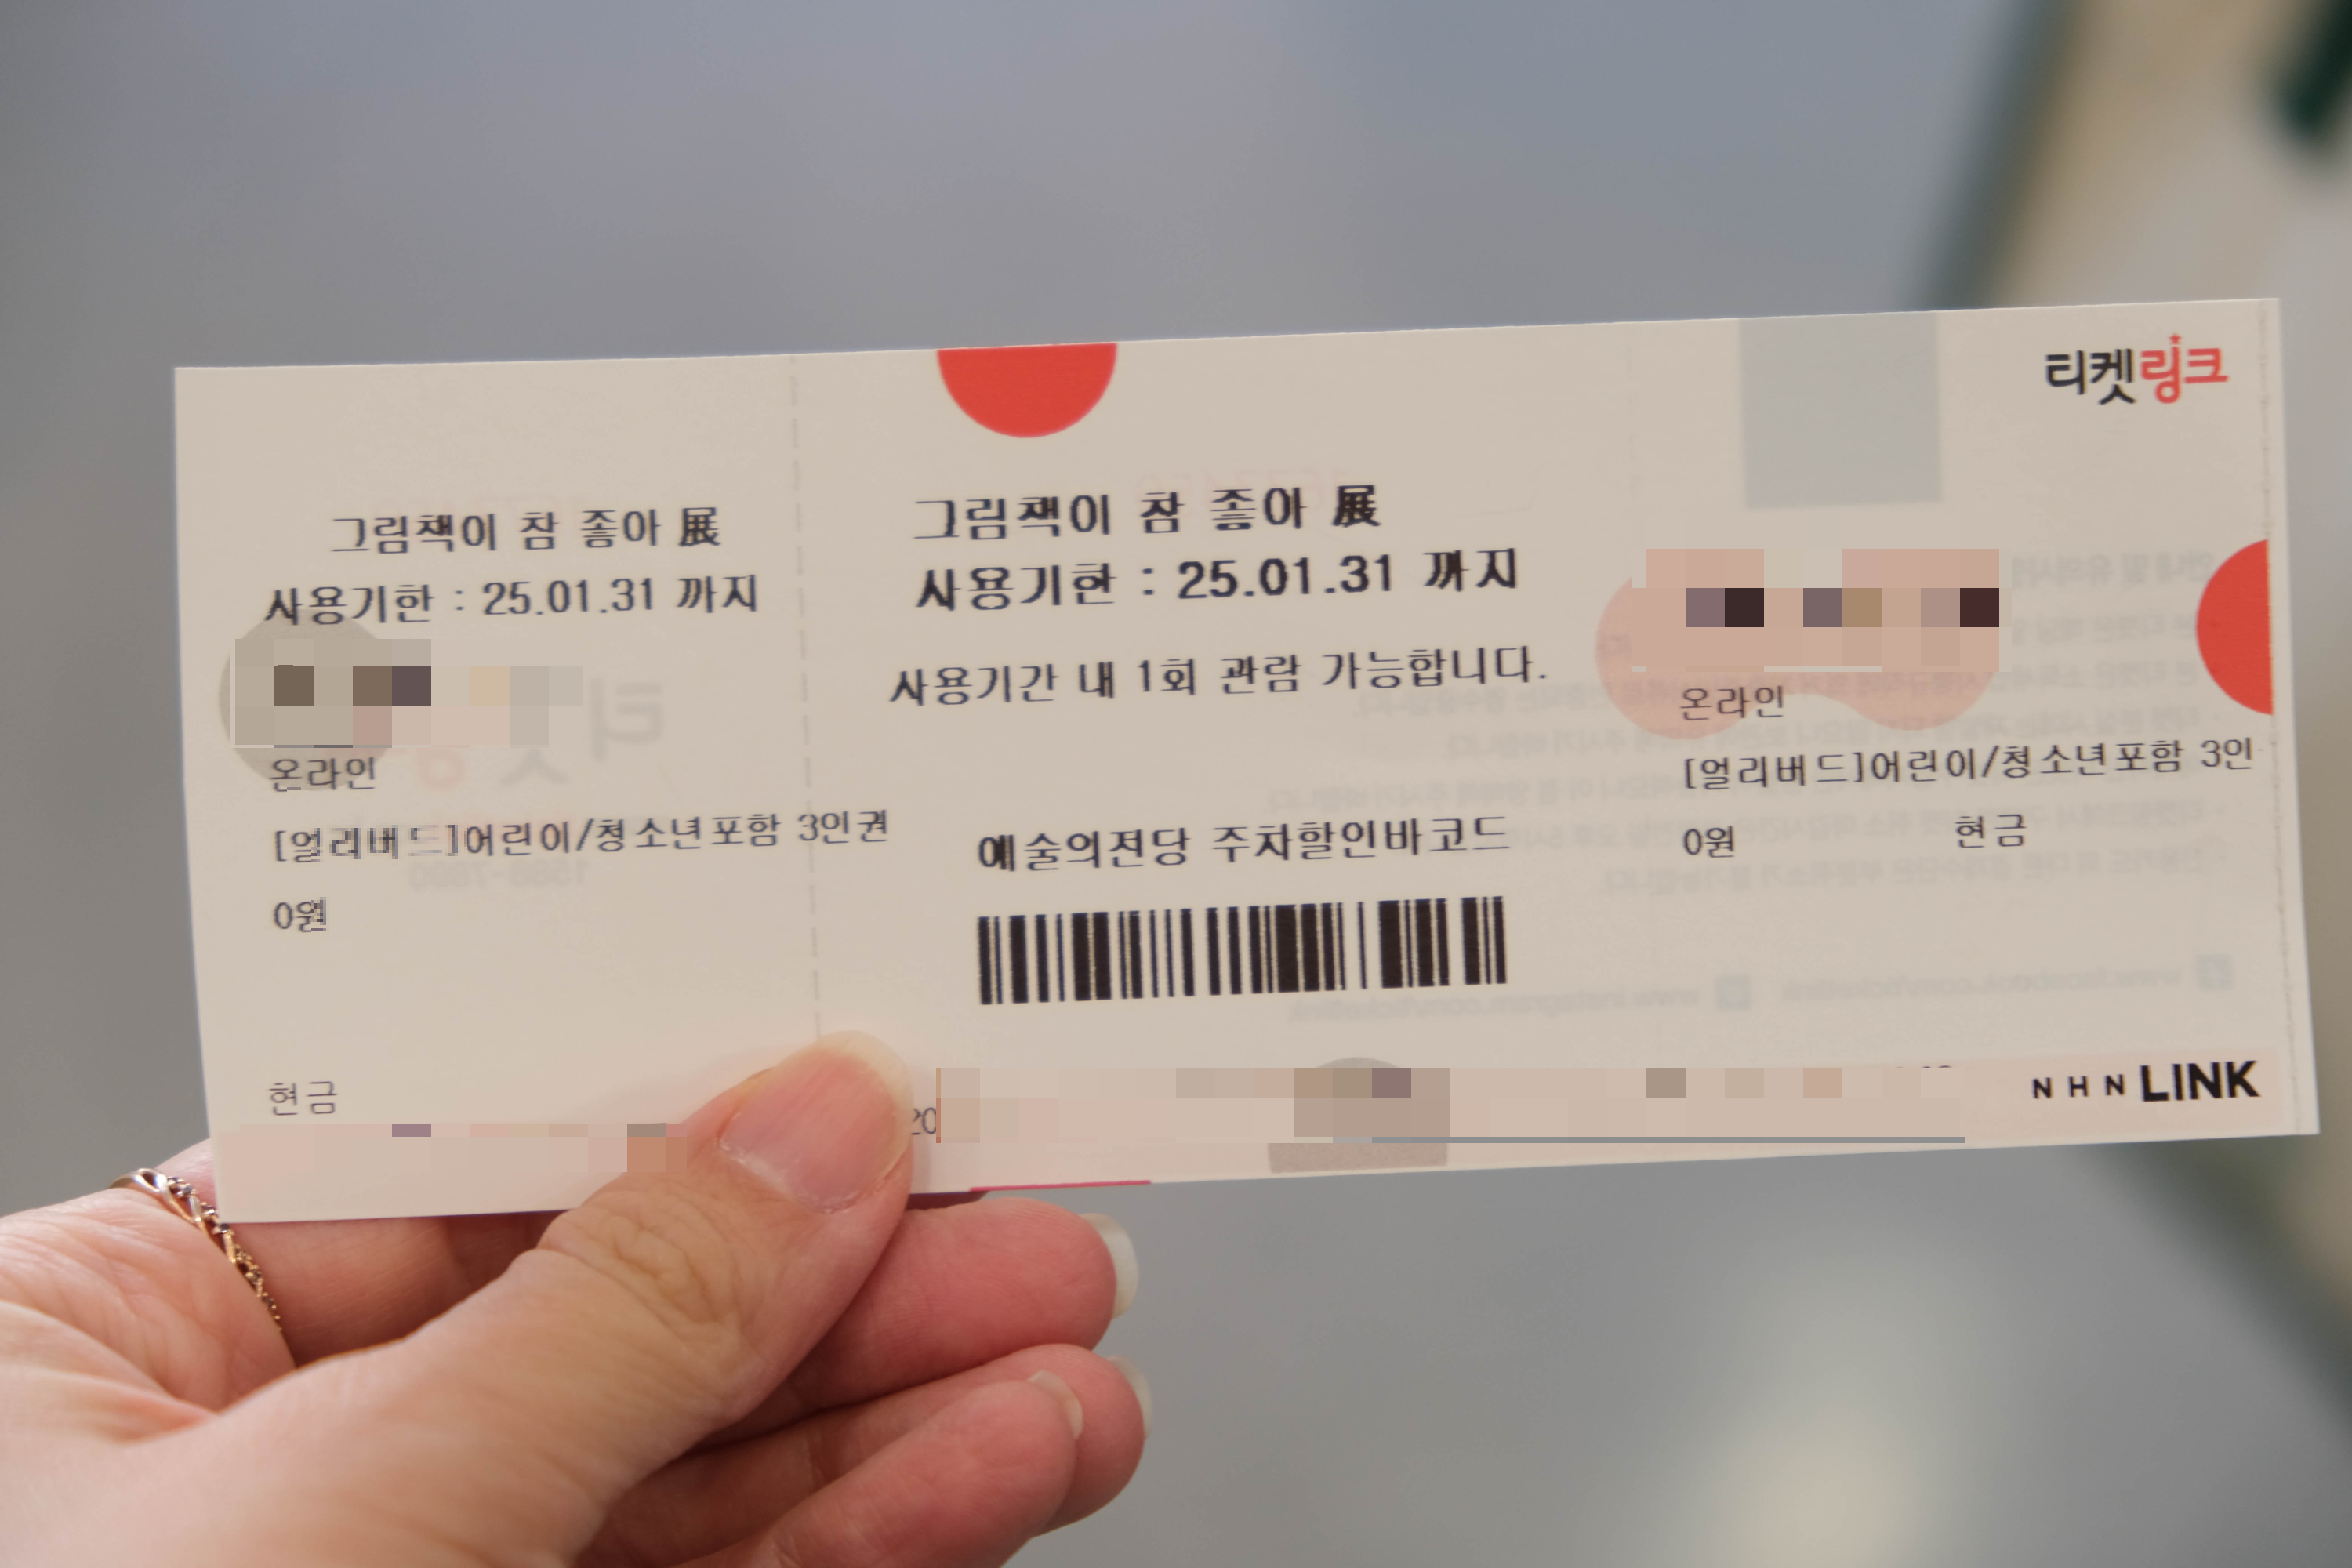 그림책이 참 좋아 展
사용기한 : 25.01.31 까지
온라인
[얼리버드]어린이/청소년포함 3인권
0원
현금
그림책이 참 좋아 展
사용기한 : 25.01.31 까지
사용기간 내 1회 관람 가능합니다.
예술의전당 주차할인바코드
20
티켓링크
온라인
[얼리버드]어린이/청소년포함 3인
0원 현금
NHN LINK